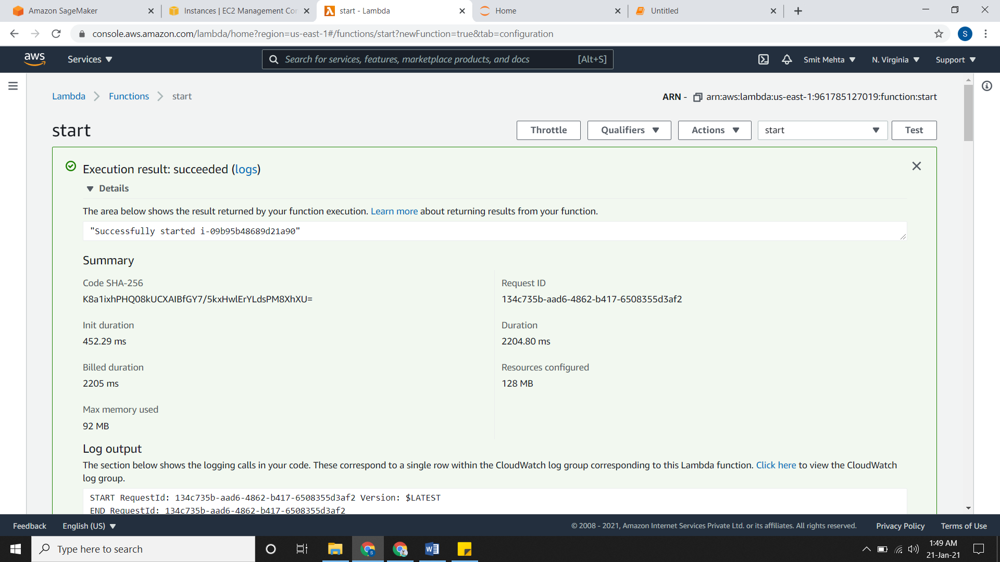 Amazon SageMaker
Instances | EC2 Management Con
start - Lambda
Home
Untitled
console.aws.amazon.com/lambda/home?region=us-east-1#/functions/start?newFunction=true&tab=configuration
S
aws
Services
Search for services, features, marketplace products, and docs
[Alt+S]
Smit Mehta
N. Virginia
Support
Lambda
Functions
start
ARN - arn:aws:lambda:us-east-1:961785127019:function:start
start
Throttle
Qualifiers
Actions
start
Test
Execution result: succeeded (logs)
Details
The area below shows the result returned by your function execution. Learn more about returning results from your function.
"Successfully started i-09b95b48689d21a90"
Summary
Code SHA-256
K8a1ixhPHQ08kUCXAIBfGY7/5kxHwlErYLdsPM8XhXU=
Request ID
134c735b-aad6-4862-b417-6508355d3af2
Init duration
452.29 ms
Duration
2204.80 ms
Billed duration
2205 ms
Resources configured
128 MB
Max memory used
92 MB
Log output
The section below shows the logging calls in your code. These correspond to a single row within the CloudWatch log group corresponding to this Lambda function. Click here to view the CloudWatch
log group.
START RequestId: 134c735b-aad6-4862-b417-6508355d3af2 Version: $LATEST
END RequestId: 134c735b-aad6-4862-b417-6508355d3af2
Feedback
English (US)
© 2008 - 2021, Amazon Internet Services Private Ltd. or its affiliates. All rights reserved.
Privacy Policy
Terms of Use
Type here to search
1:49 AM
21-Jan-21